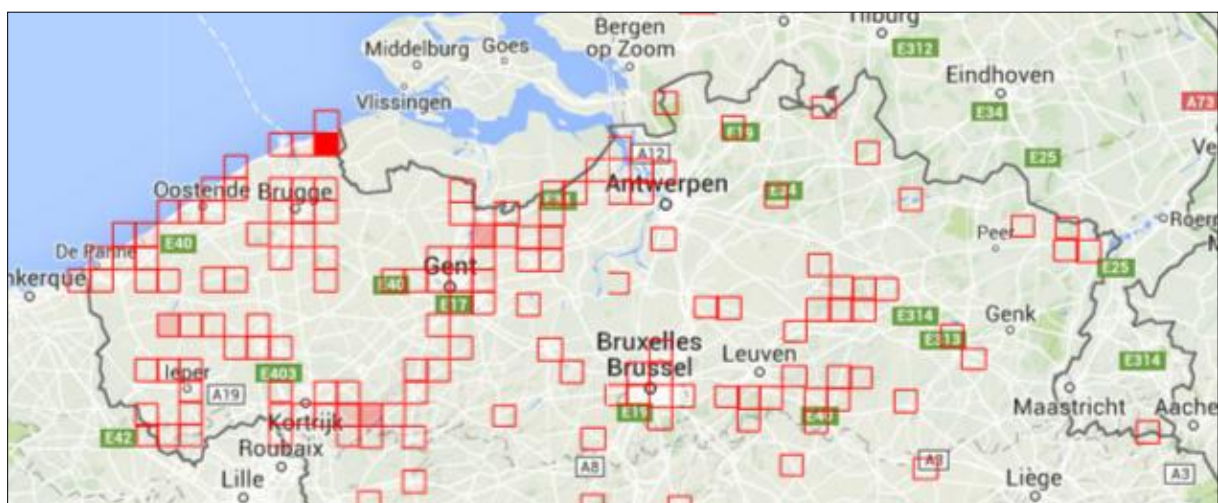 Tilburg
Bergen
op Zoom
Middelburg
Goes
E312
Eindhoven
Vlissingen
A73
E34
E19
A12
E25
Oostende
Brugge
Antwerpen
E34
De Panne
E40
Peer
Roerm
nkerque
Gent
E40
E25
E17
E314
Genk
E313
Bruxelles
Brussel
Leuven
E314
Ieper
E403
A19
Maastricht
Aache
E19
E40
Kortrijk
E42
Roubaix
A8
Lille
Liège
A3